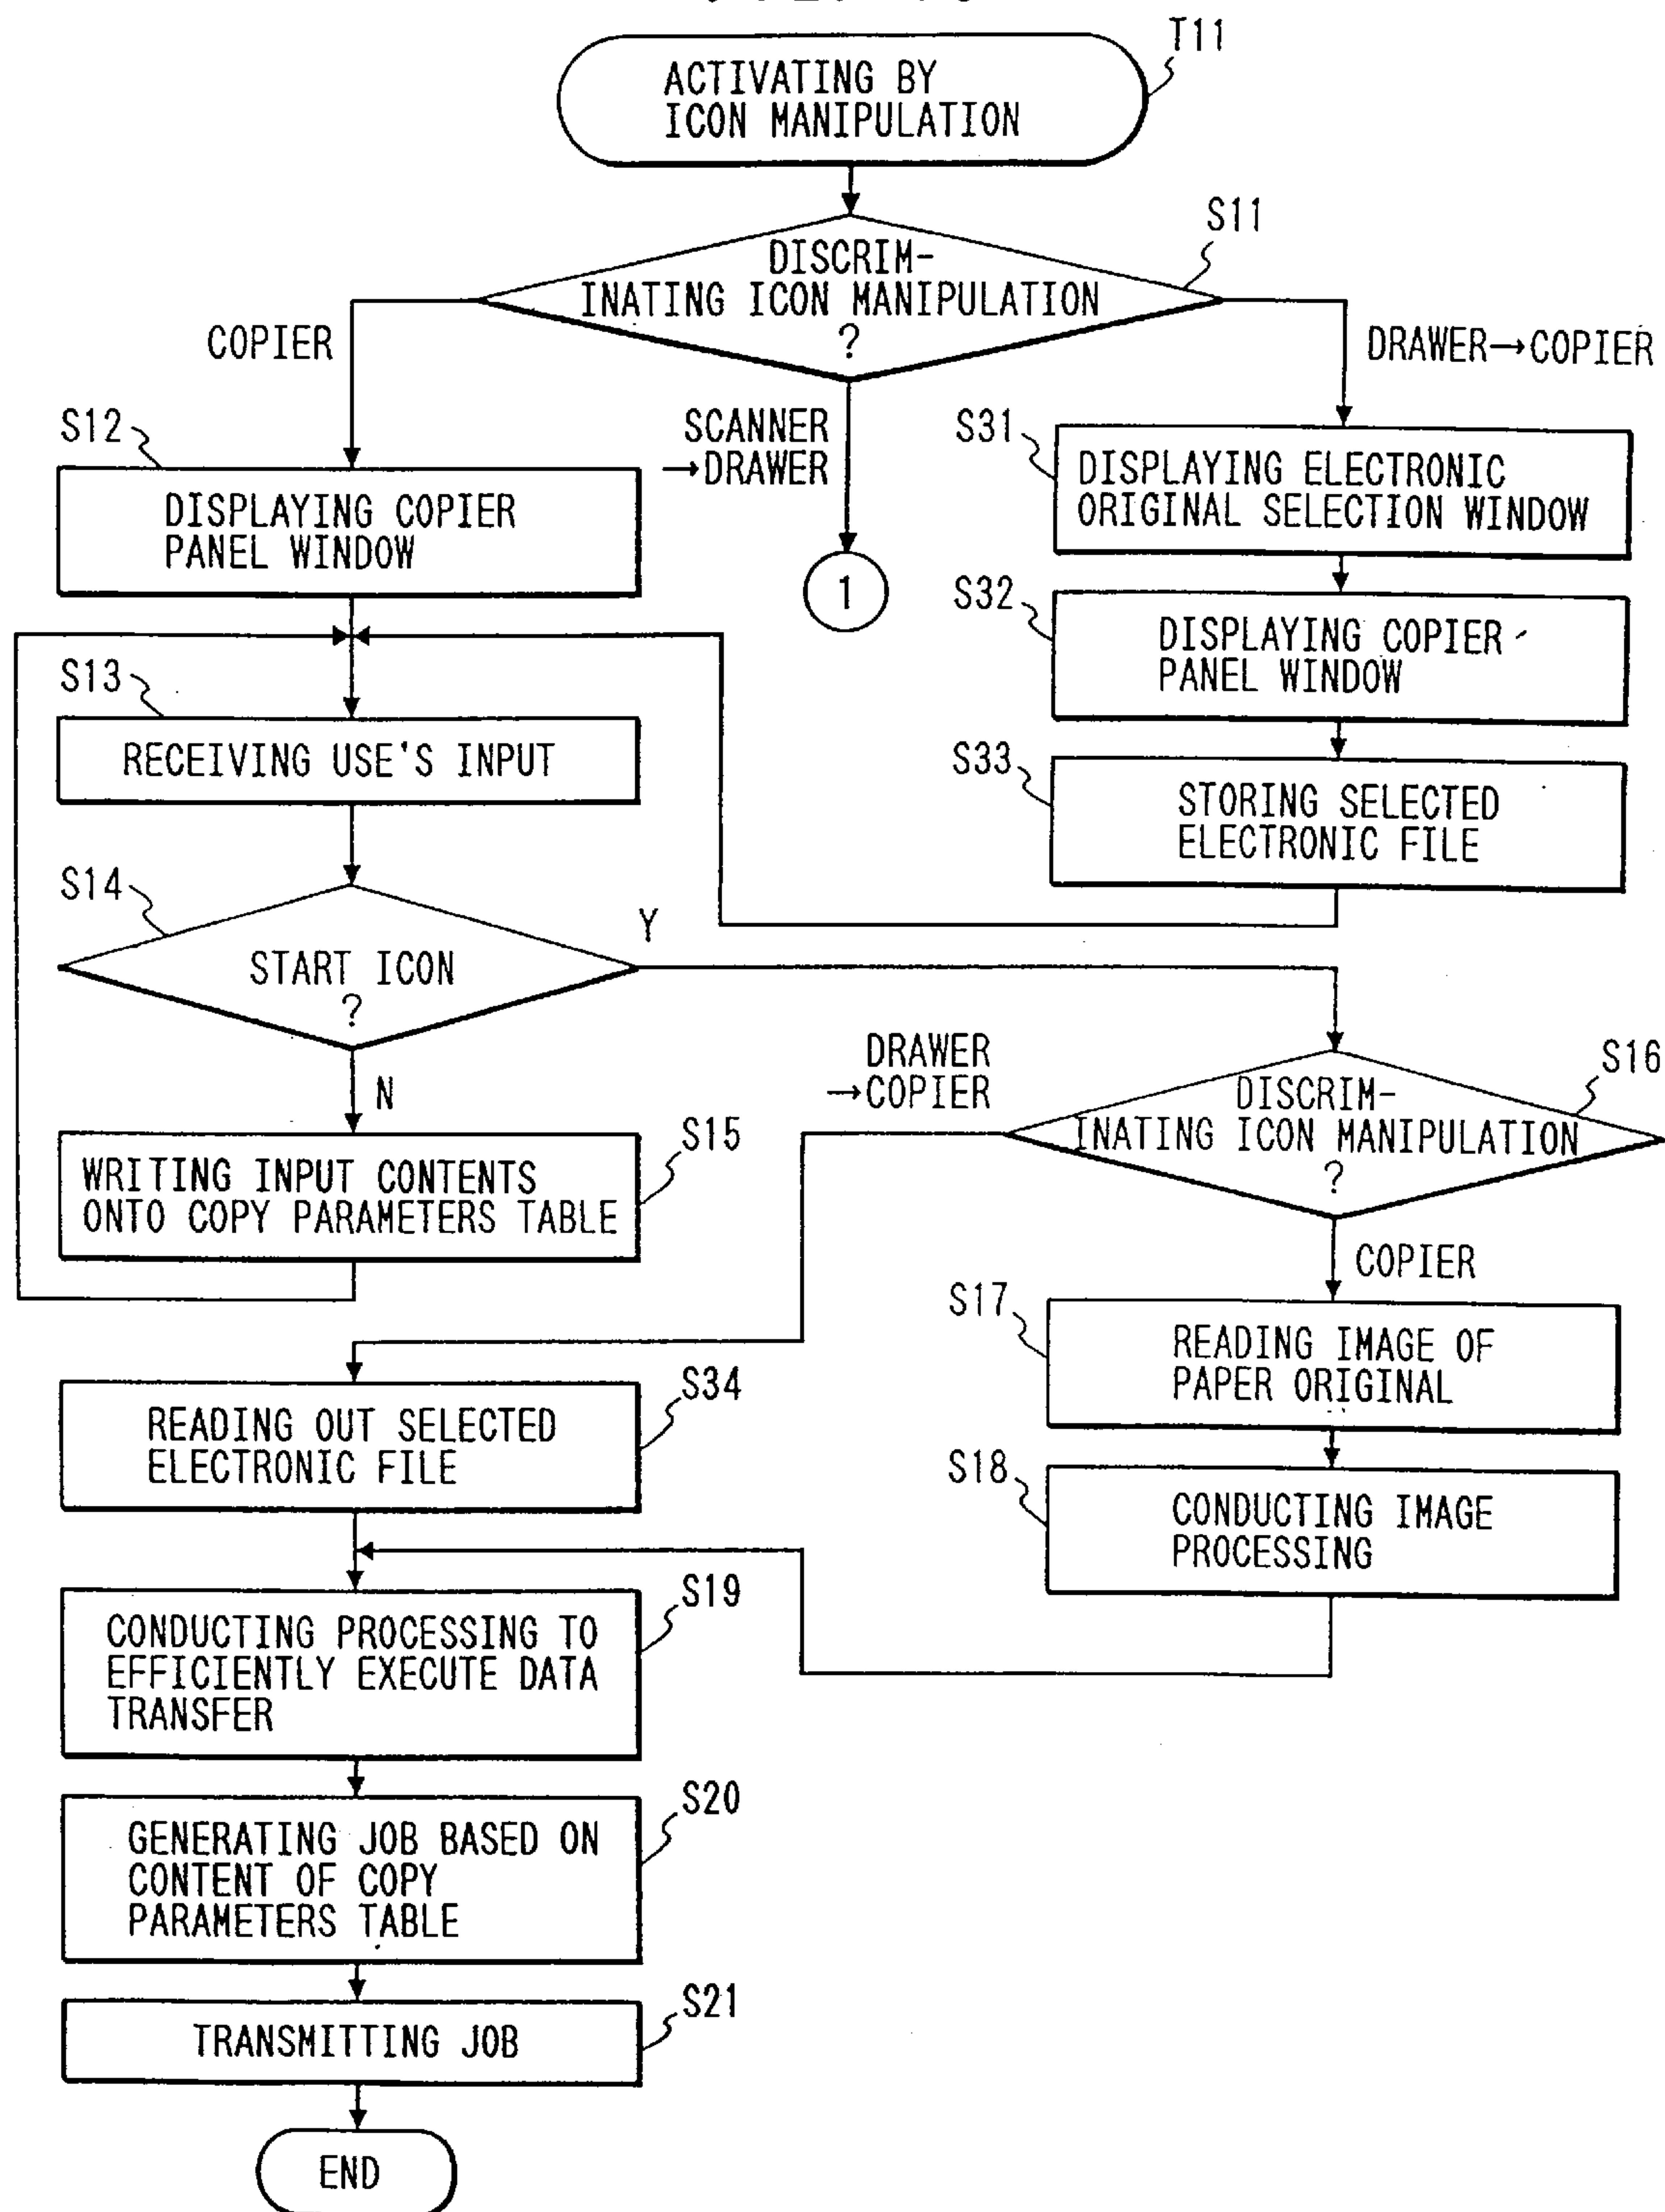 T11
ACTIVATING BY
ICON MANIPULATION
S11
DISCRIM-
INATING ICON MANIPULATION
?
COPIER
SCANNER
→DRAWER
DRAWER→COPIER
S12
DISPLAYING COPIER
PANEL WINDOW
1
S31
DISPLAYING ELECTRONIC
ORIGINAL SELECTION WINDOW
S32
DISPLAYING COPIER
PANEL WINDOW
S13
RECEIVING USE'S INPUT
S33
STORING SELECTED
ELECTRONIC FILE
S14
START ICON
?
Y
N
S15
WRITING INPUT CONTENTS
ONTO COPY PARAMETERS TABLE
DRAWER
→COPIER
S16
DISCRIM-
INATING ICON MANIPULATION
?
COPIER
S17
READING IMAGE OF
PAPER ORIGINAL
S34
READING OUT SELECTED
ELECTRONIC FILE
S18
CONDUCTING IMAGE
PROCESSING
S19
CONDUCTING PROCESSING TO
EFFICIENTLY EXECUTE DATA
TRANSFER
S20
GENERATING JOB BASED ON
CONTENT OF COPY
PARAMETERS TABLE
S21
TRANSMITTING JOB
END